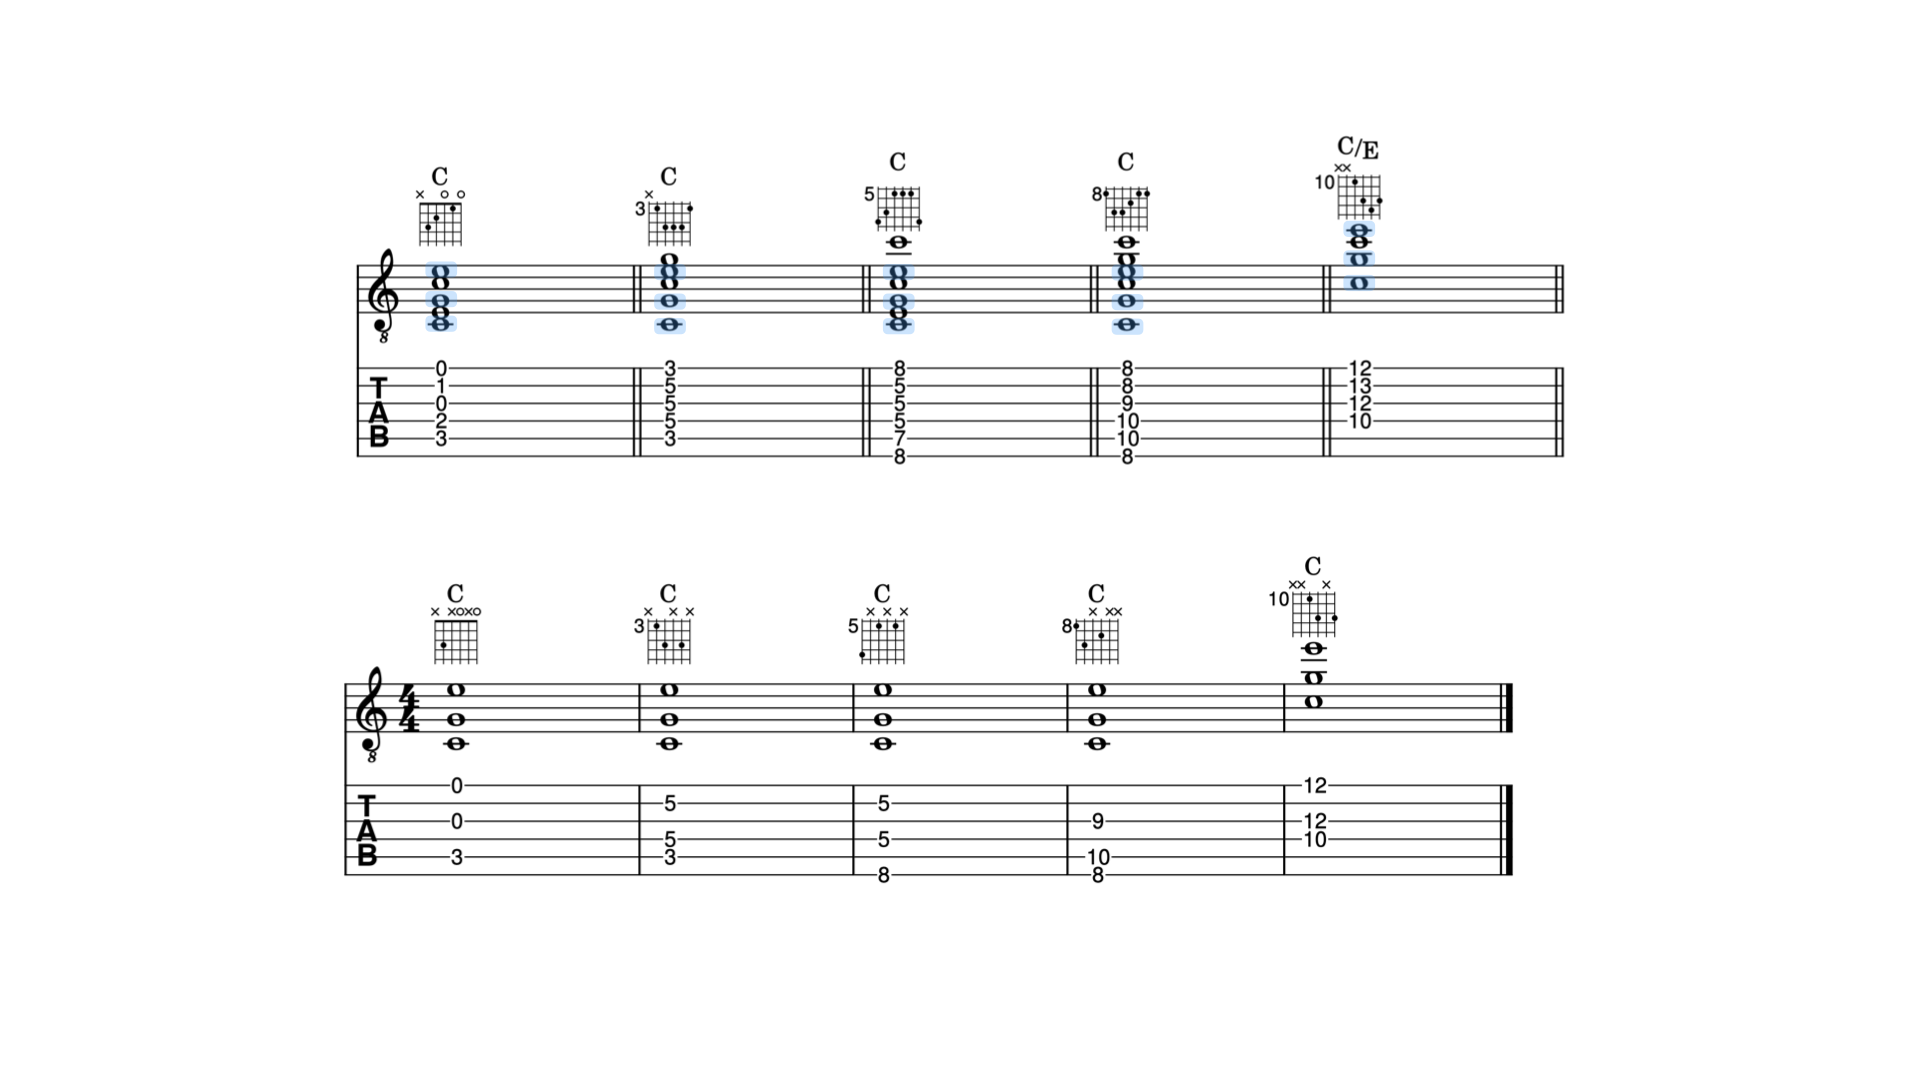 C C C C C/E
× o o × 3 5 8 ×× 10
8
T A B
0 3 8 8 12
1 5 5 8 13
0 5 5 9 12
2 5 5 10 10
3 3 7 10
8 8
C C C C C
× ×o×o × × × 3 × × × 5 × ×× 8 ×× × 10
4 4
8
T A B
0 12
5 5
0 9 12
5 5 10
3 3 10
8 8